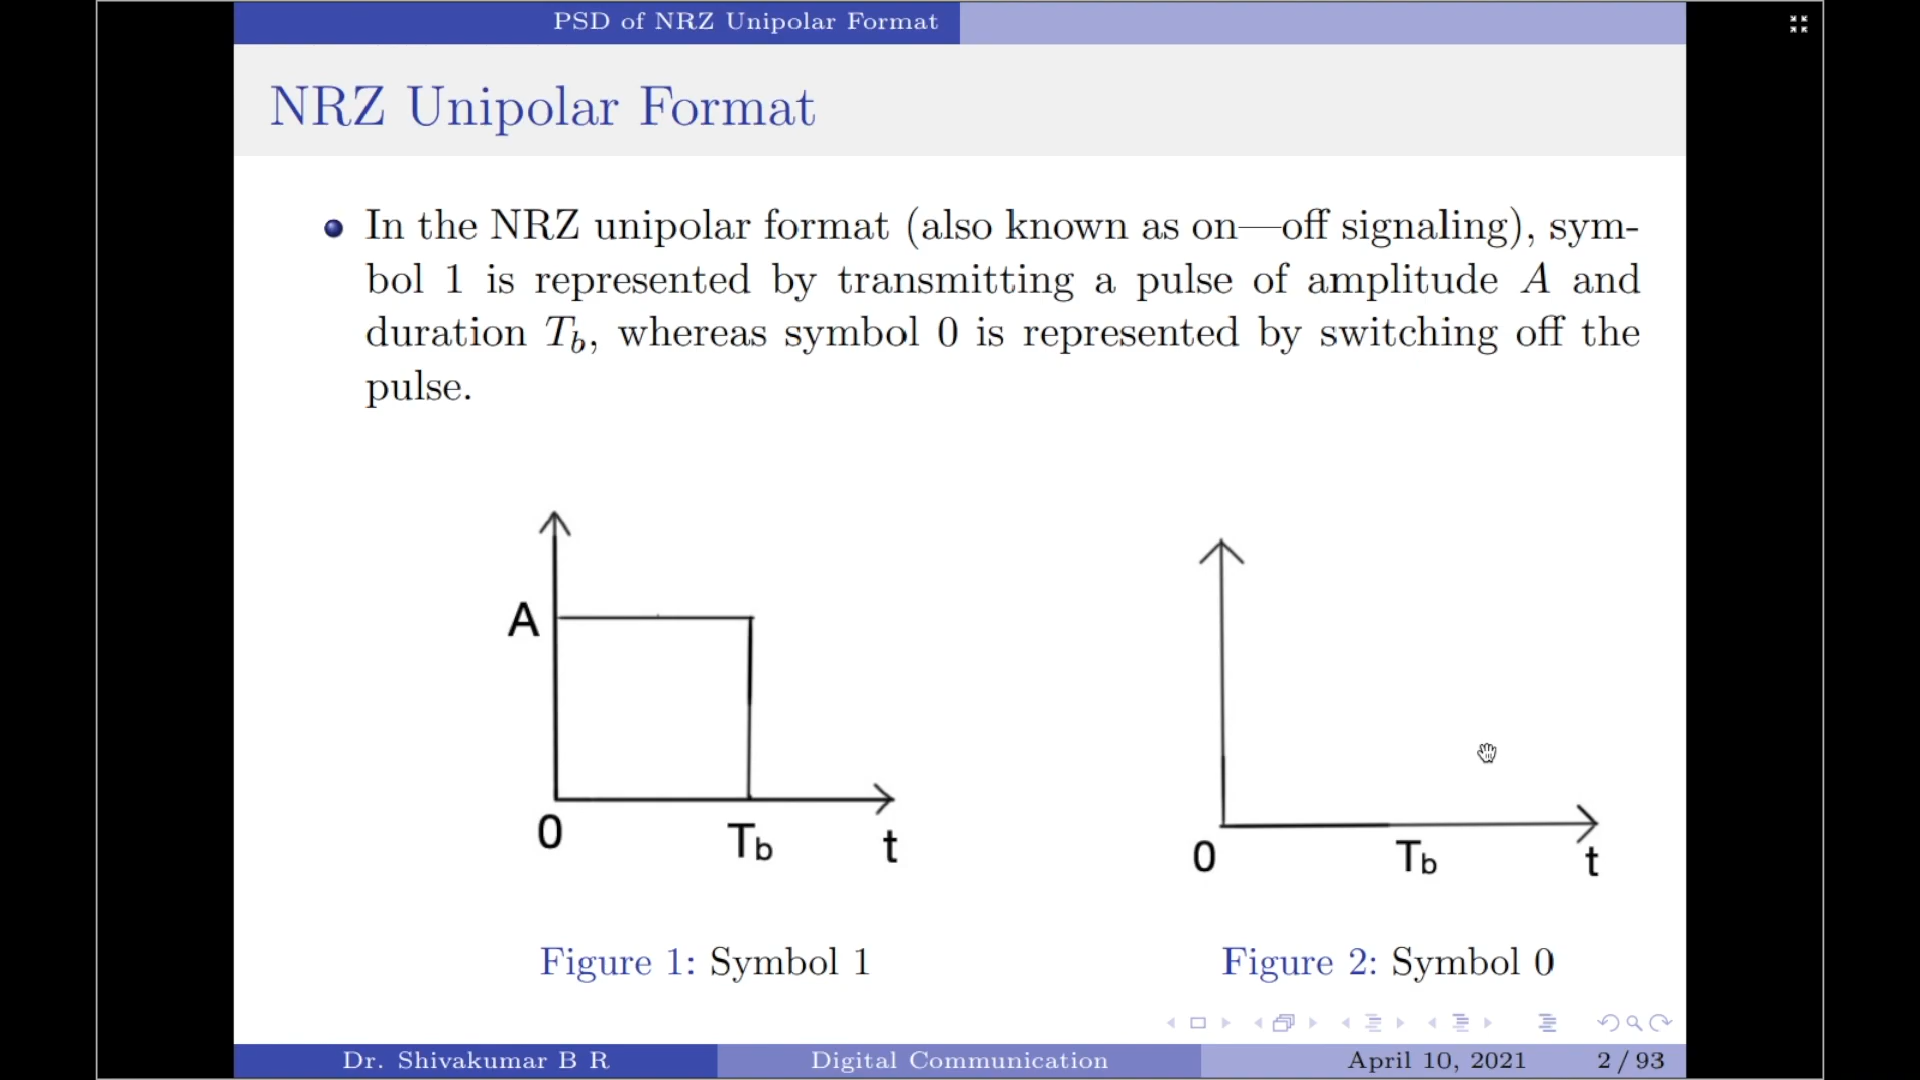 PSD of NRZ Unipolar Format
NRZ Unipolar Format
In the NRZ unipolar format (also known as on—off signaling), sym-
bol 1 is represented by transmitting a pulse of amplitude A and
duration Tb, whereas symbol 0 is represented by switching off the
pulse.
A
0
Tb
t
0
Tb
t
Figure 1: Symbol 1
Figure 2: Symbol 0
Dr. Shivakumar B R
Digital Communication
April 10, 2021
2 / 93